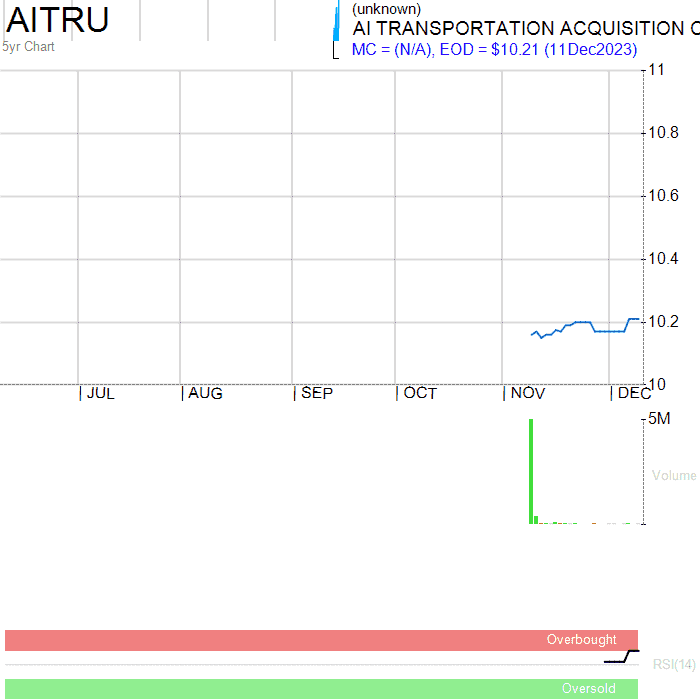 AITRU
5yr Chart
(unknown)
AI TRANSPORTATION ACQUISITION C
MC = (N/A), EOD = $10.21 (11Dec2023)
11
10.8
10.6
10.4
10.2
10
| JUL | AUG | SEP | OCT | NOV | DEC
5M
Volume
Overbought
RSI(14)
Oversold